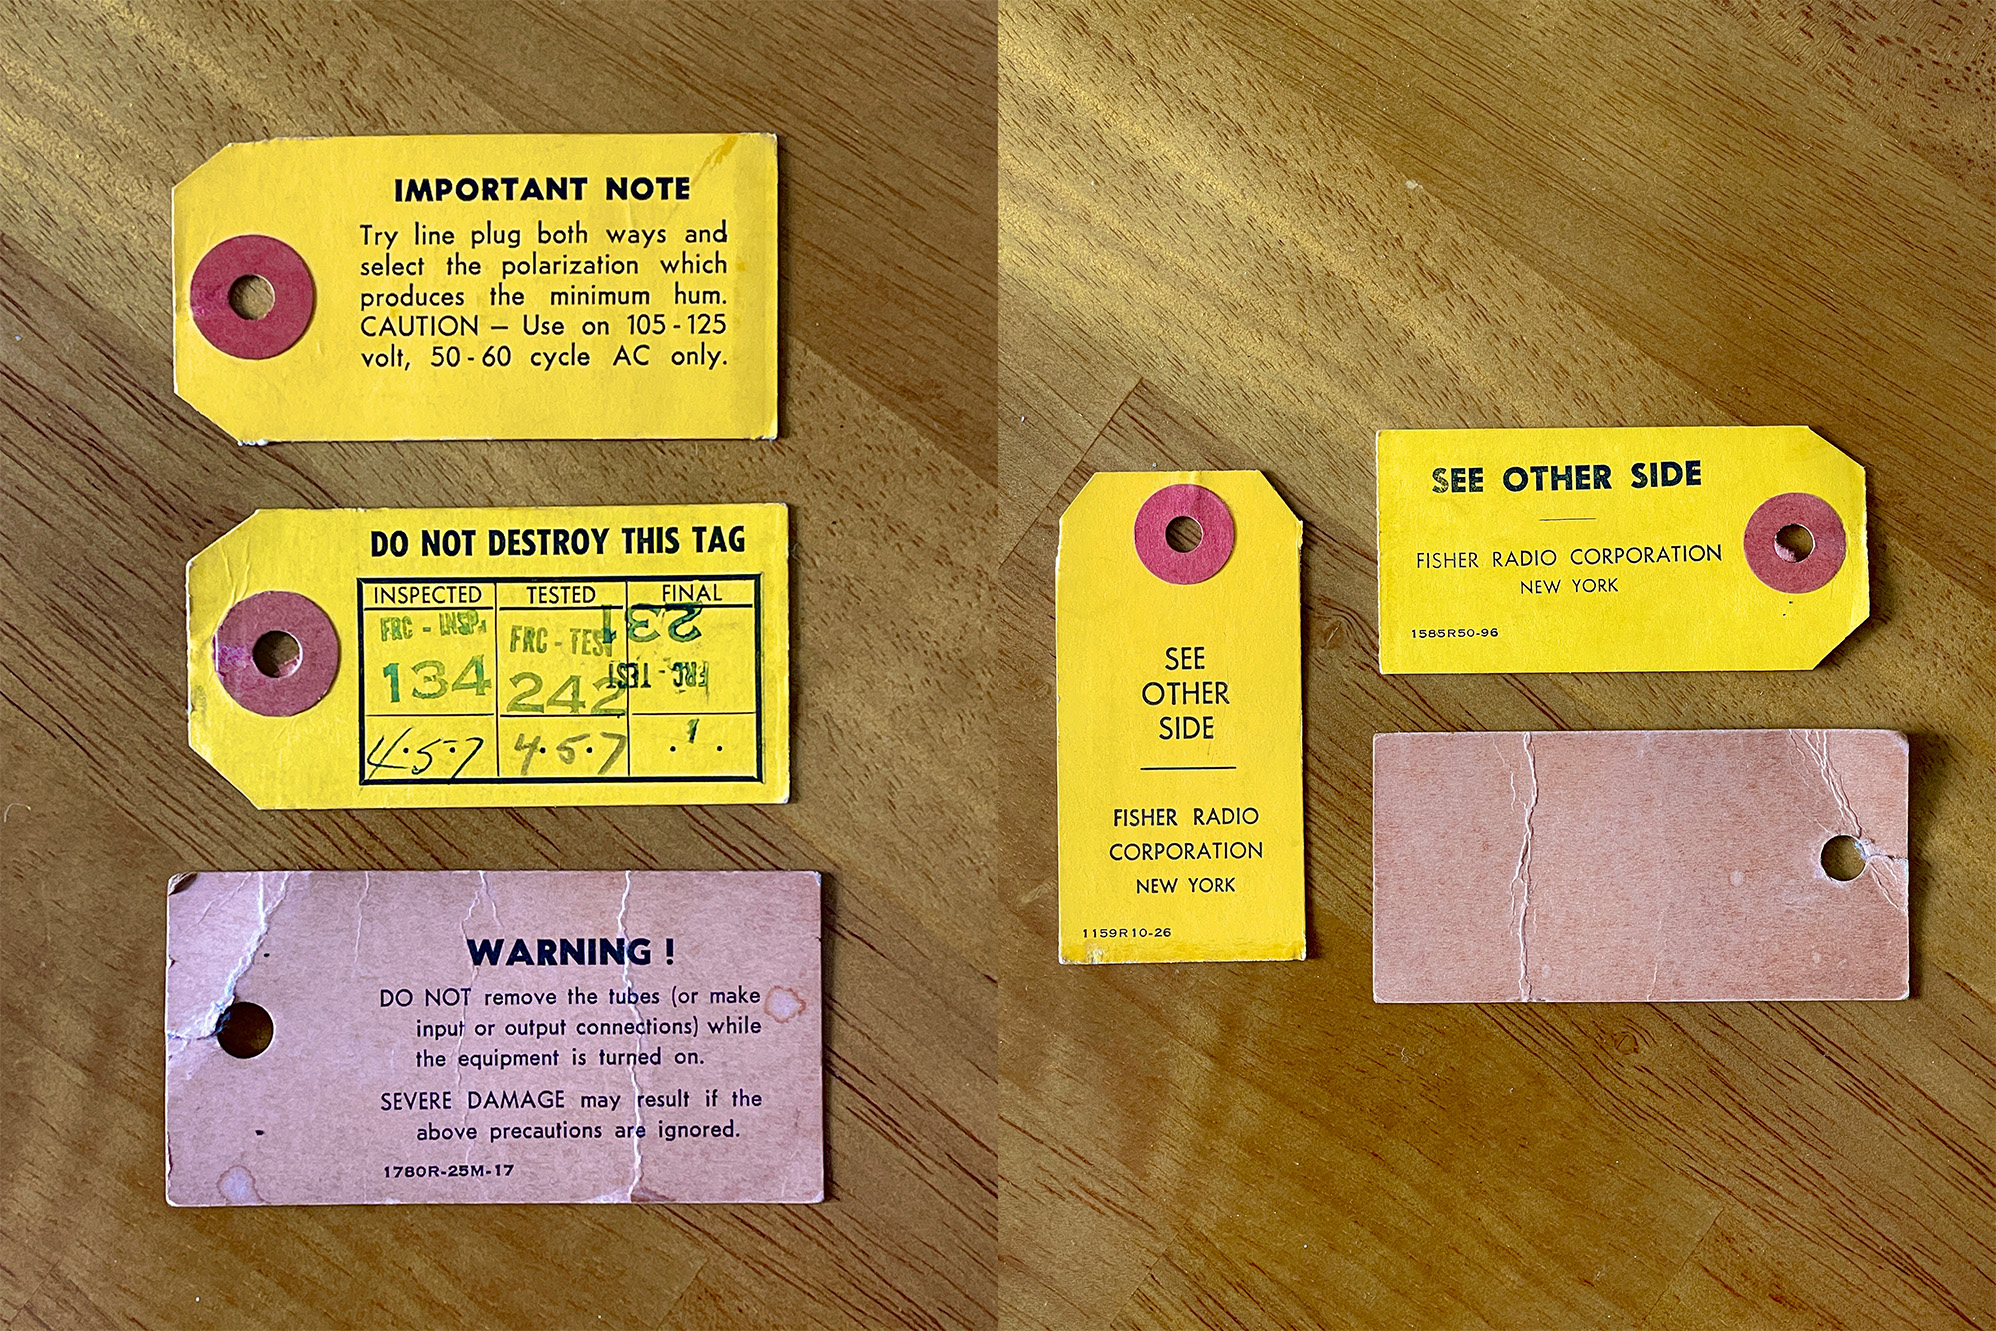 IMPORTANT NOTE
Try line plug both ways and
select the polarization which
produces the minimum hum.
CAUTION — Use on 105-125
volt, 50-60 cycle AC only.
DO NOT DESTROY THIS TAG
INSPECTED TESTED FINAL
FRC - INSP. FRC - TEST 231
134 242 FRC - TEST
4.5.7 4.5.7 . 1 .
WARNING !
DO NOT remove the tubes (or make
input or output connections) while
the equipment is turned on.
SEVERE DAMAGE may result if the
above precautions are ignored.
1780R-25M-17
SEE
OTHER
SIDE
FISHER RADIO
CORPORATION
NEW YORK
1159R10-26
SEE OTHER SIDE
FISHER RADIO CORPORATION
NEW YORK
1585R50-96